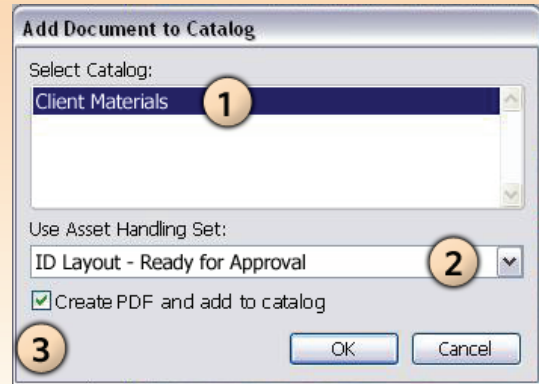 Add Document to Catalog
Select Catalog:
Client Materials 1
Use Asset Handling Set:
ID Layout - Ready for Approval 2
Create PDF and add to catalog
3 OK Cancel